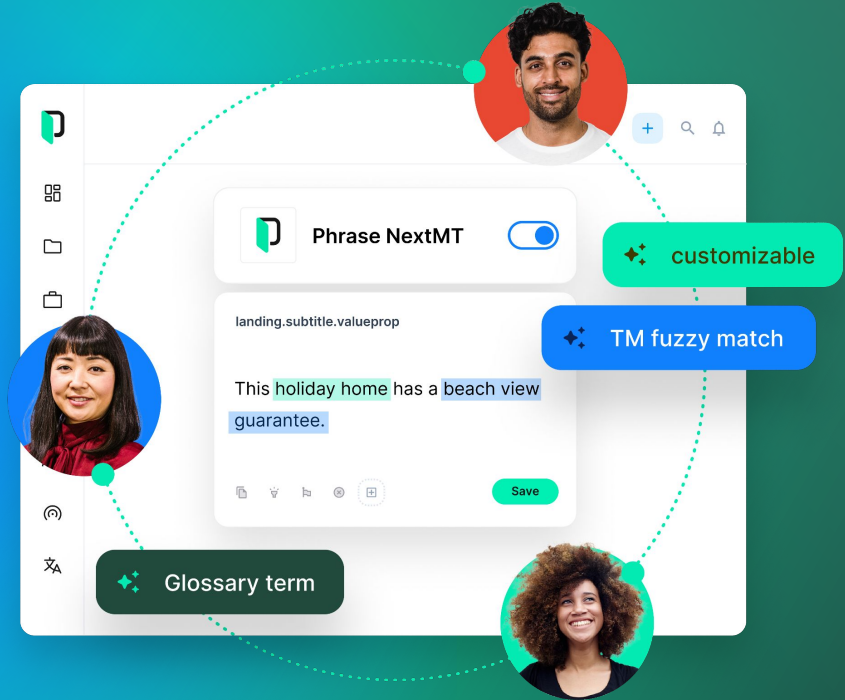 Phrase NextMT
customizable
landing.subtitle.valueprop
TM fuzzy match
This holiday home has a beach view
guarantee.
Save
Glossary term